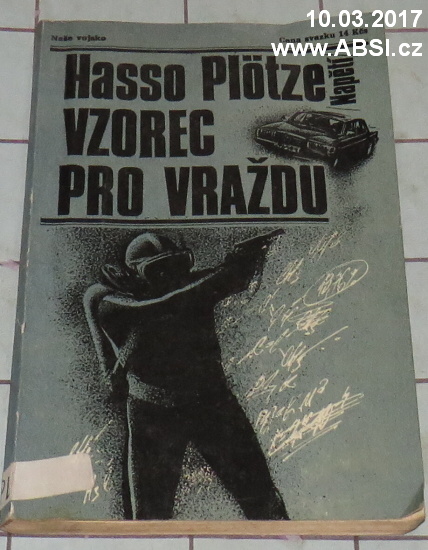 10.03.2017
www.ABSI.cz
Naše vojsko
Cena svazku 14 Kčs
Hasso Plötze
Napětí
VZOREC
PRO VRAŽDU